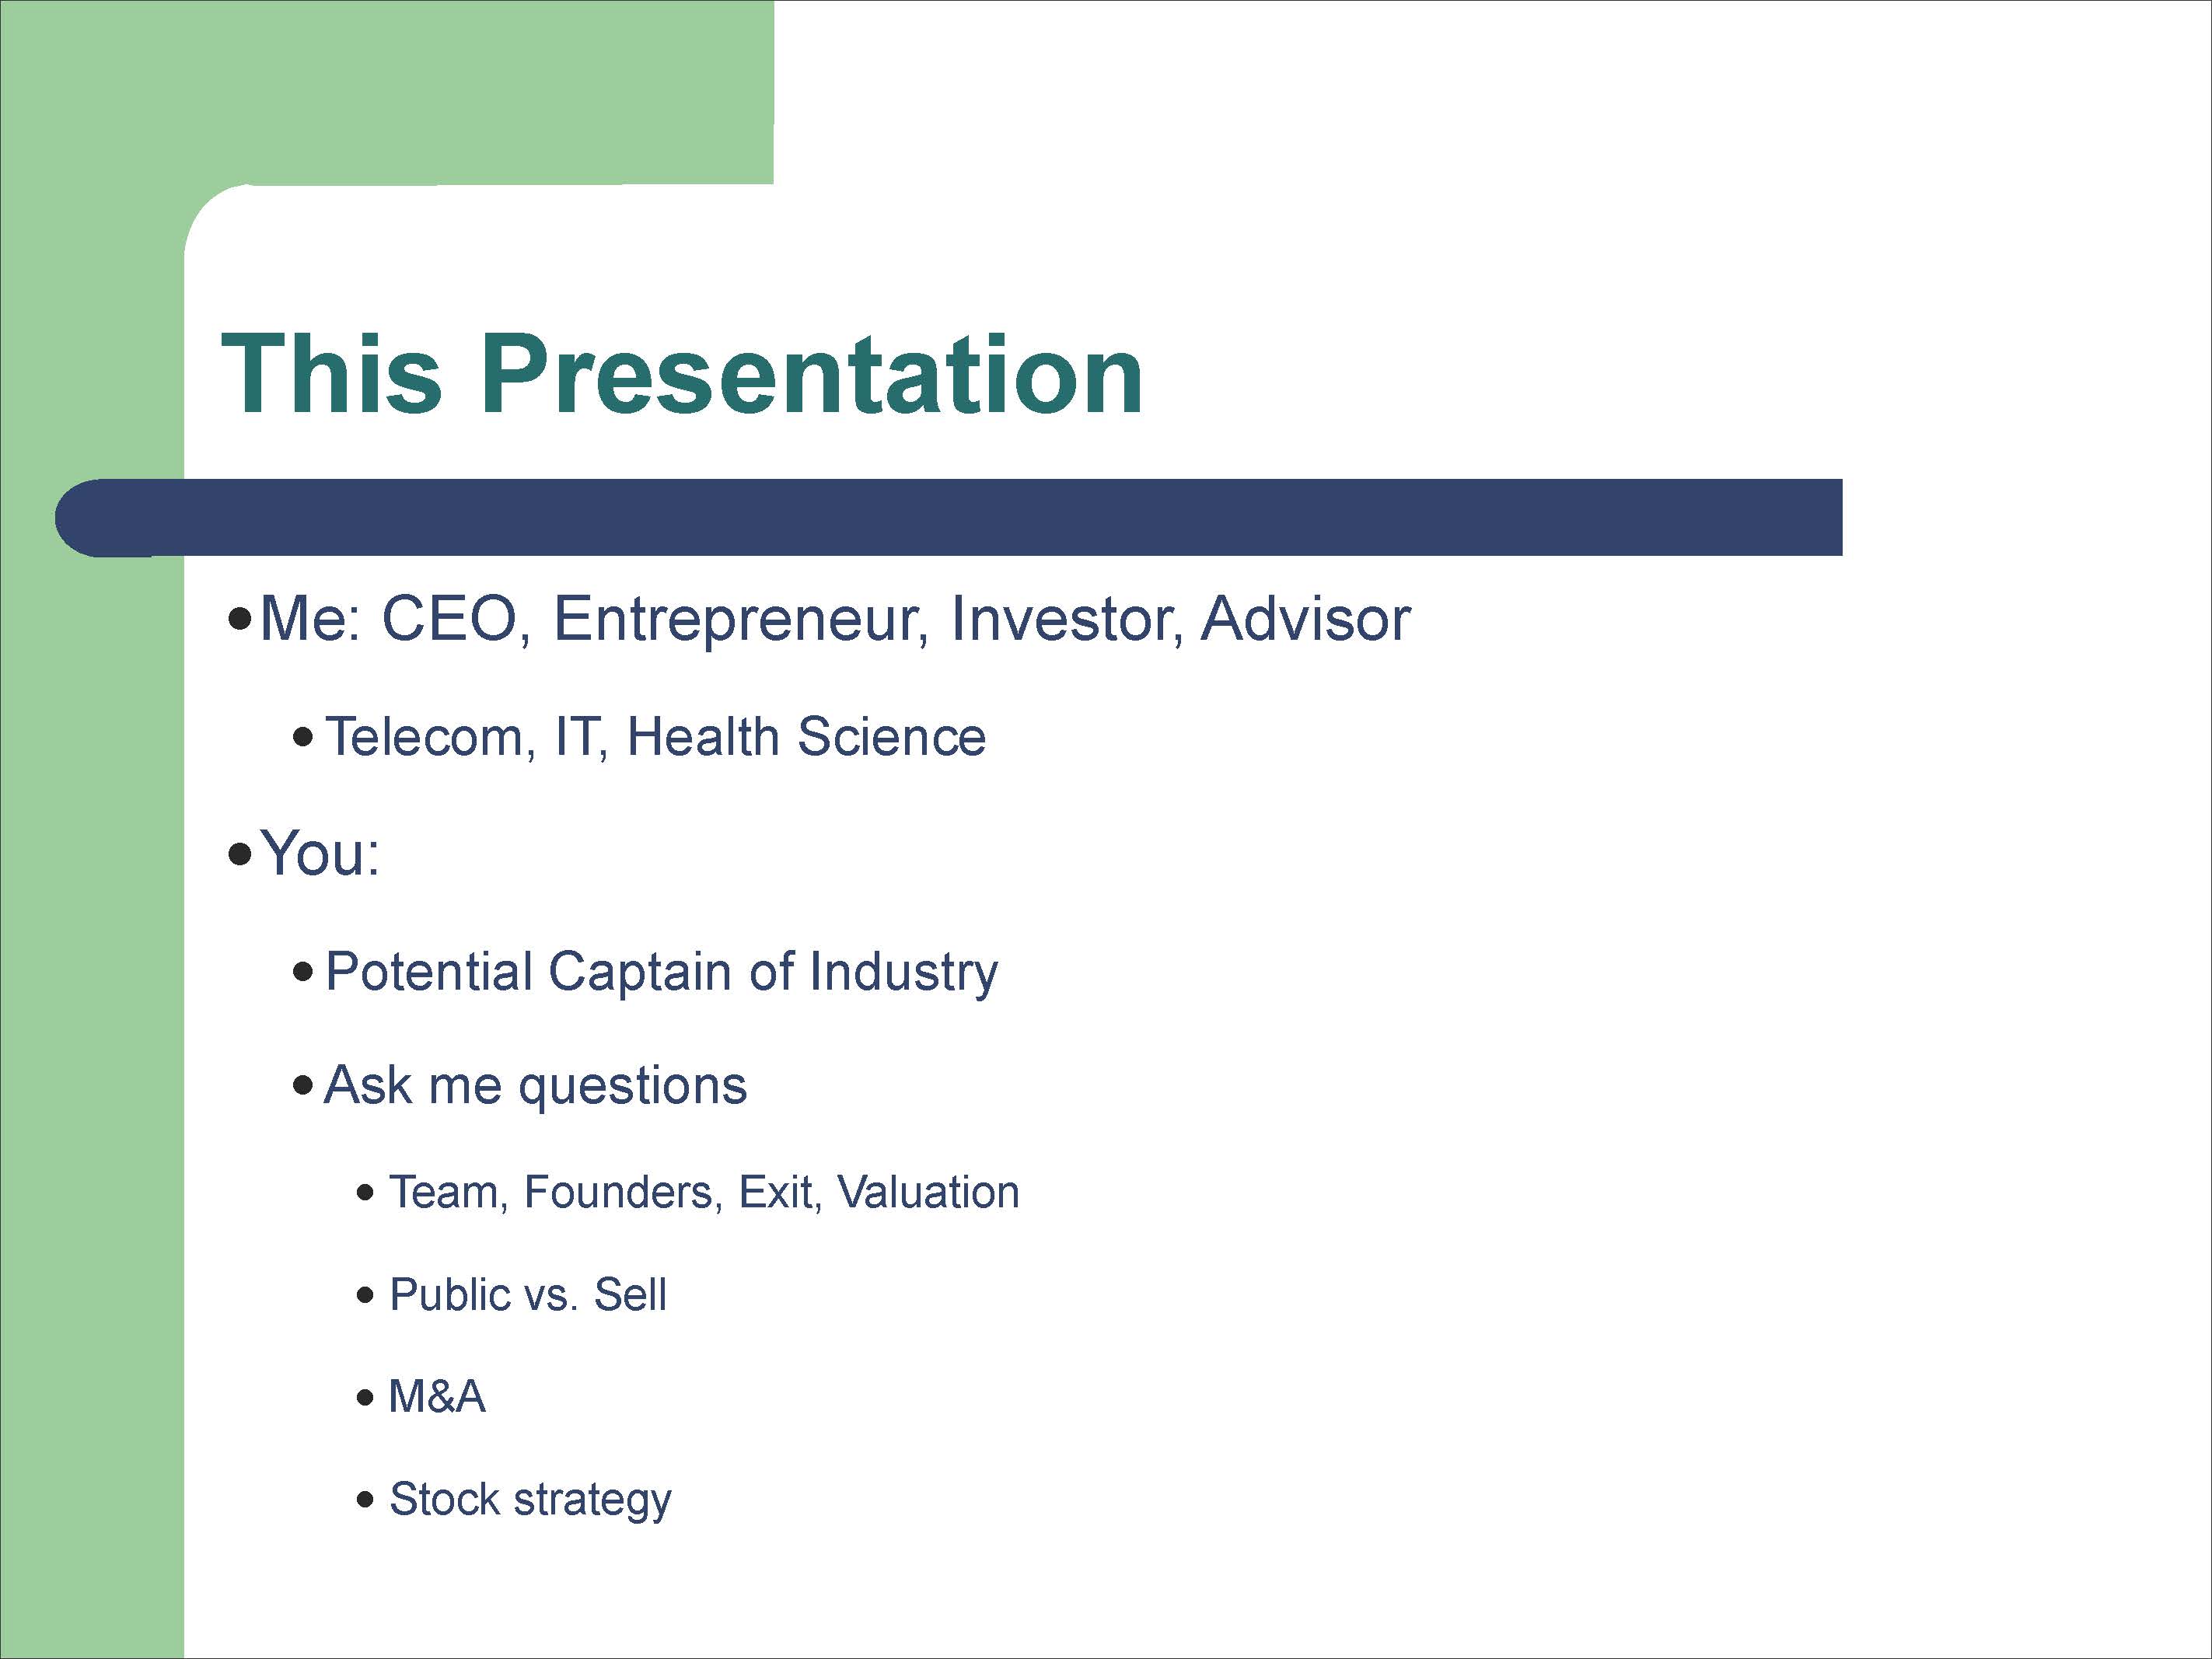 This Presentation
•Me: CEO, Entrepreneur, Investor, Advisor
•Telecom, IT, Health Science
•You:
•Potential Captain of Industry
•Ask me questions
• Team, Founders, Exit, Valuation
• Public vs. Sell
• M&A
• Stock strategy